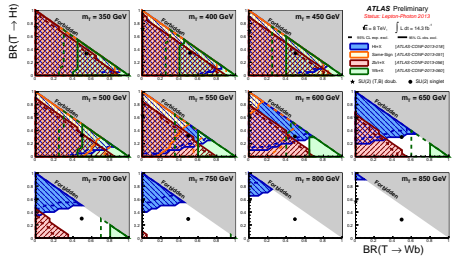 BR(T → Ht)
Forbidden
m_T = 350 GeV
Forbidden
m_T = 400 GeV
Forbidden
m_T = 450 GeV
ATLAS Preliminary
Status: Lepton-Photon 2013
√s = 8 TeV, ∫ L dt = 14.3 fb⁻¹
95% CL exp. excl. 95% CL obs. excl.
Ht+X [ATLAS-CONF-2013-018]
Same-Sign [ATLAS-CONF-2013-051]
Zb/t+X [ATLAS-CONF-2013-056]
Wb+X [ATLAS-CONF-2013-060]
SU(2) (T,B) doub. SU(2) singlet
Forbidden
m_T = 500 GeV
Forbidden
m_T = 550 GeV
Forbidden
m_T = 600 GeV
Forbidden
m_T = 650 GeV
Forbidden
m_T = 700 GeV
Forbidden
m_T = 750 GeV
Forbidden
m_T = 800 GeV
Forbidden
m_T = 850 GeV
BR(T → Wb)